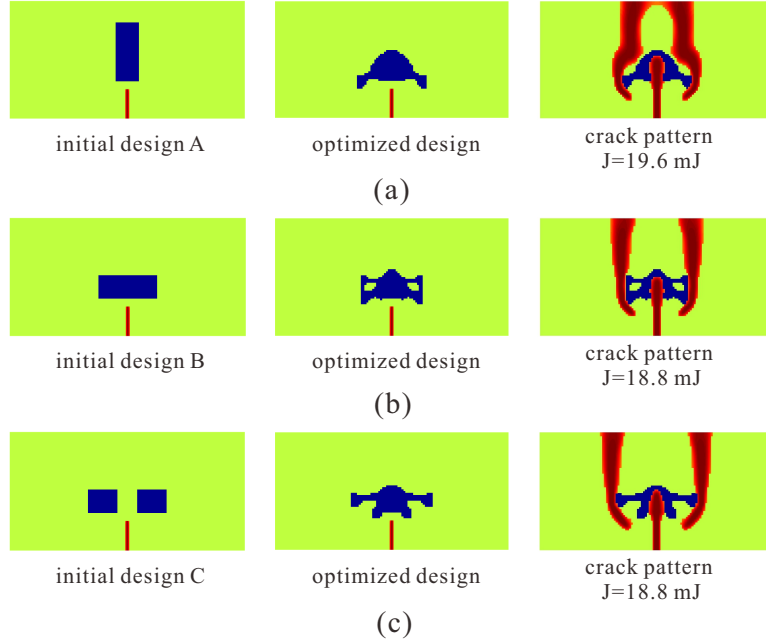 initial design A
optimized design
crack pattern
J=19.6 mJ
(a)
initial design B
optimized design
crack pattern
J=18.8 mJ
(b)
initial design C
optimized design
crack pattern
J=18.8 mJ
(c)